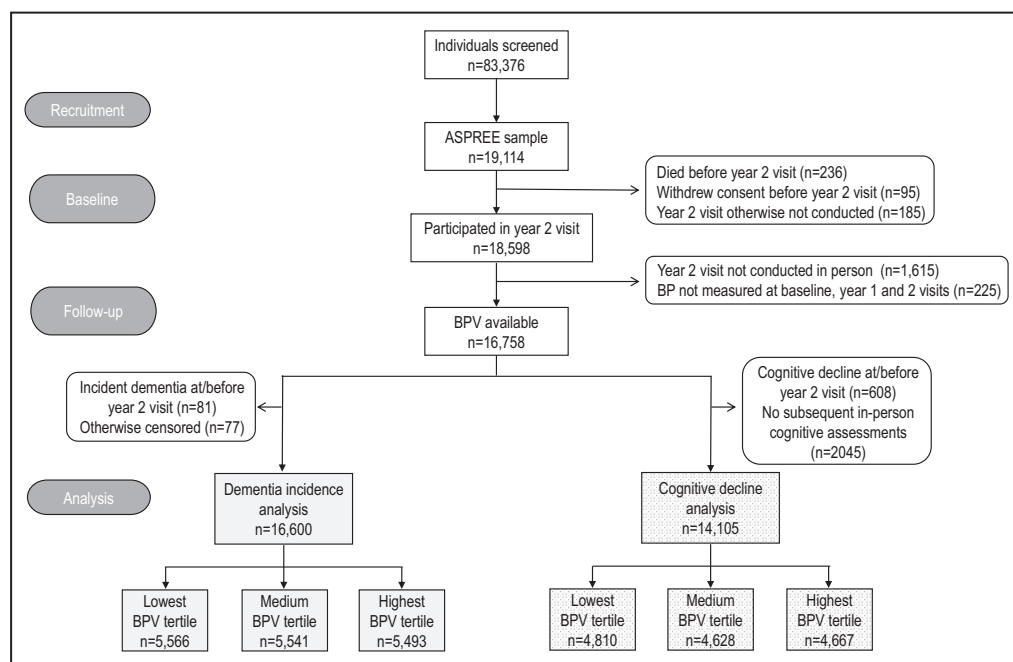 Individuals screened
n=83,376
Recruitment
ASPREE sample
n=19,114
Died before year 2 visit (n=236)
Withdrew consent before year 2 visit (n=95)
Year 2 visit otherwise not conducted (n=185)
Baseline
Participated in year 2 visit
n=18,598
Year 2 visit not conducted in person (n=1,615)
BP not measured at baseline, year 1 and 2 visits (n=225)
Follow-up
BPV available
n=16,758
Incident dementia at/before
year 2 visit (n=81)
Otherwise censored (n=77)
Cognitive decline at/before
year 2 visit (n=608)
No subsequent in-person
cognitive assessments
(n=2045)
Analysis
Dementia incidence
analysis
n=16,600
Cognitive decline
analysis
n=14,105
Lowest
BPV tertile
n=5,566
Medium
BPV tertile
n=5,541
Highest
BPV tertile
n=5,493
Lowest
BPV tertile
n=4,810
Medium
BPV tertile
n=4,628
Highest
BPV tertile
n=4,667